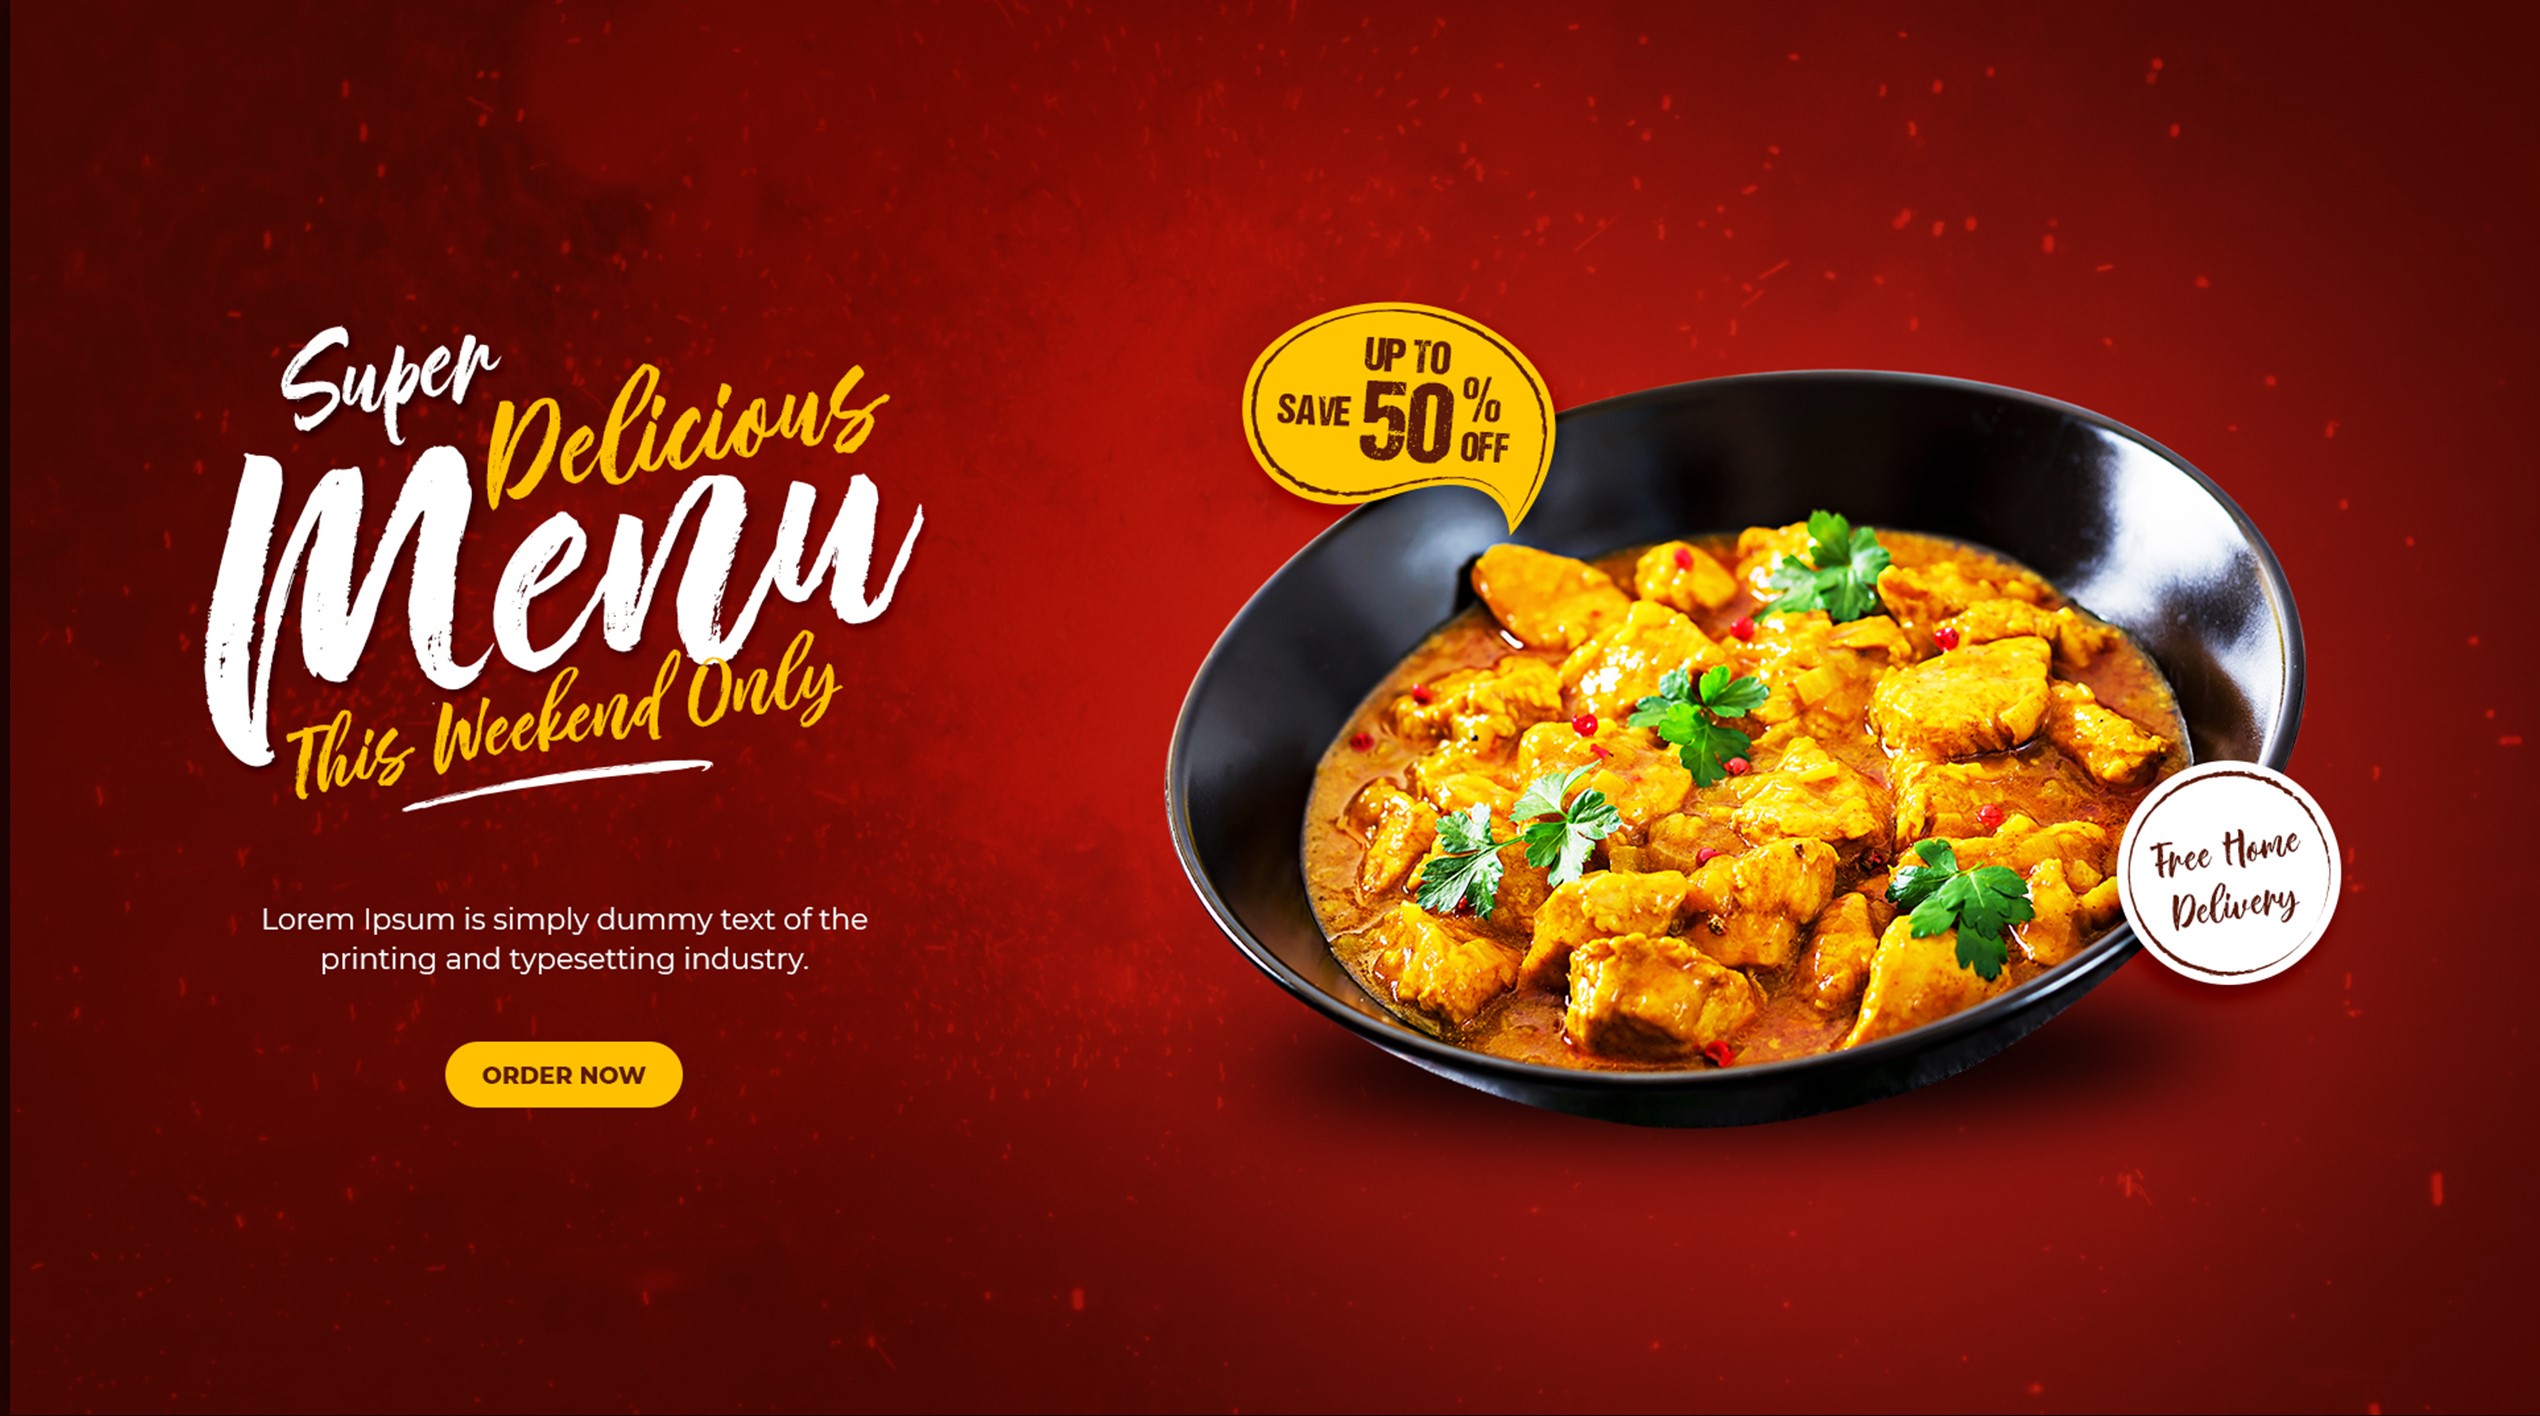 Super
Delicious
Menu
This Weekend Only
Lorem Ipsum is simply dummy text of the
printing and typesetting industry.
ORDER NOW
UP TO
SAVE 50% OFF
Free Home
Delivery